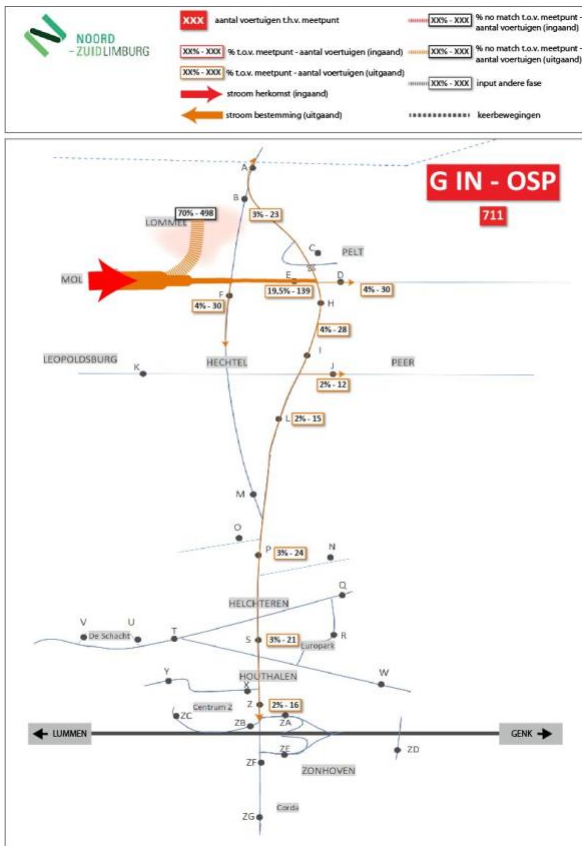 NOORD
-ZUIDLIMBURG
XXX aantal voertuigen t.h.v. meetpunt
XX% - XXX % t.o.v. meetpunt - aantal voertuigen (ingaand)
XX% - XXX % t.o.v. meetpunt - aantal voertuigen (uitgaand)
stroom herkomst (ingaand)
stroom bestemming (uitgaand)
XX% - XXX % no match t.o.v. meetpunt -
aantal voertuigen (ingaand)
XX% - XXX % no match t.o.v. meetpunt -
aantal voertuigen (uitgaand)
XX% - XXX input andere fase
keerbewegingen
G IN - OSP
711
A
B
70% - 498
3% - 23
LOMMEL
C
PELT
MOL
E
D
4% - 30
19,5% - 139
F
4% - 30
H
4% - 28
I
LEOPOLDSBURG
HECHTEL
PEER
K
J
2% - 12
L
2% - 15
M
O
N
P
3% - 24
Q
HELCHTEREN
V
U
T
De Schacht
S
3% - 21
R
Europark
HOUTHALEN
Y
X
W
Z
2% - 16
Centrum Z
ZC
ZB
ZA
LUMMEN
GENK
ZE
ZD
ZF
ZONHOVEN
Corda
ZG